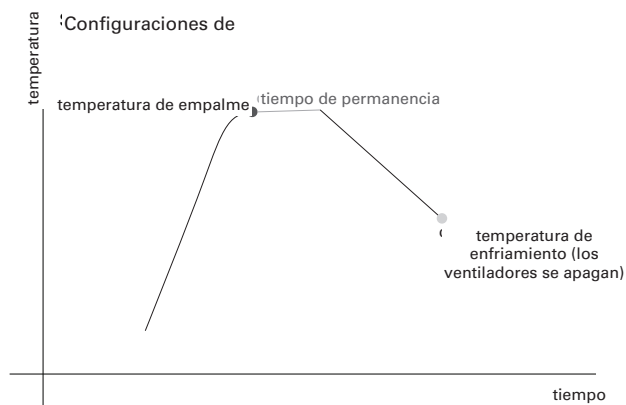 Configuraciones de
temperatura
temperatura de empalme
tiempo de permanencia
temperatura de
enfriamiento (los
ventiladores se apagan)
tiempo